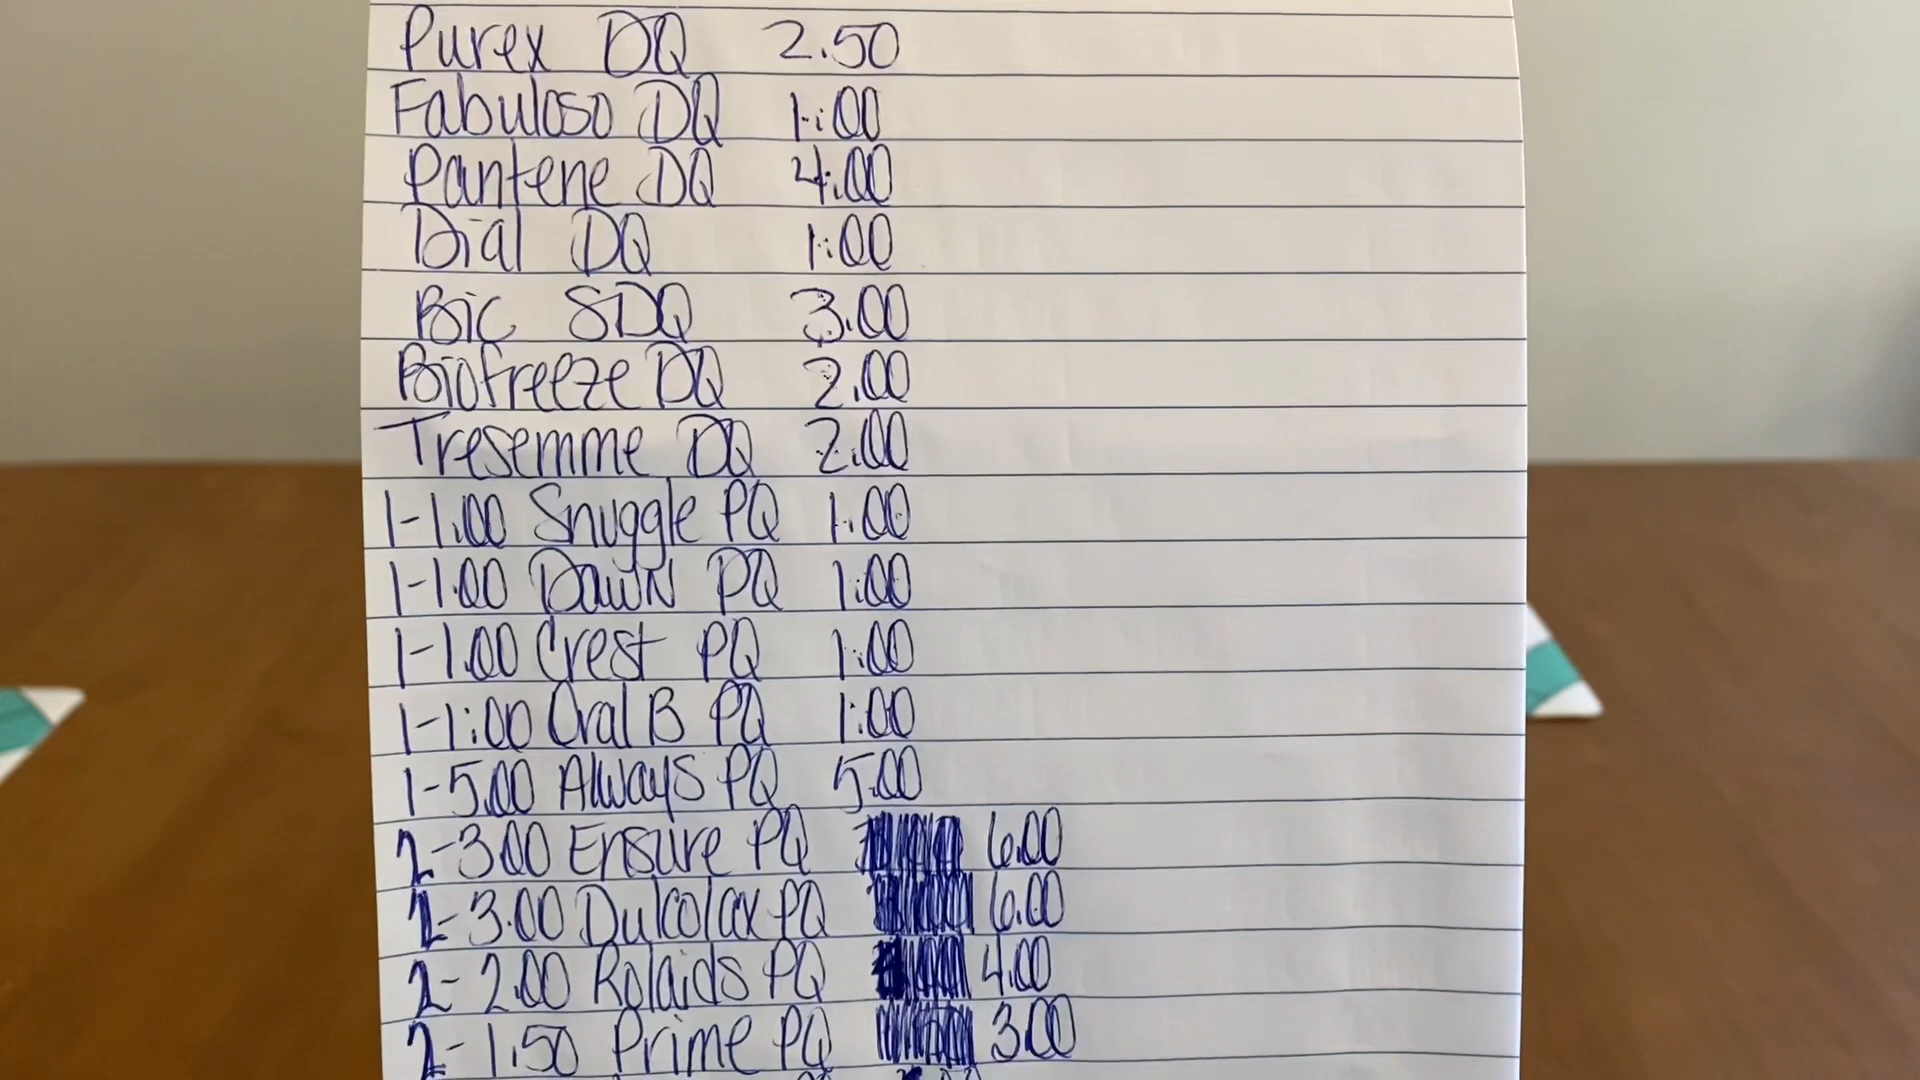 Purex DQ 2.50
Fabuloso DQ 1.00
Pantene DQ 4.00
Dial DQ 1.00
Bic SDQ 3.00
Biofreeze DQ 2.00
Tresemme DQ 2.00
1-1.00 Snuggle PQ 1.00
1-1.00 Dawn PQ 1.00
1-1.00 Crest PQ 1.00
1-1.00 Oral B PQ 1.00
1-5.00 Always PQ 5.00
2-3.00 Ensure PQ 6.00
2-3.00 Dulcolax PQ 6.00
2-2.00 Rolaids PQ 4.00
2-1.50 Prime PQ 3.00